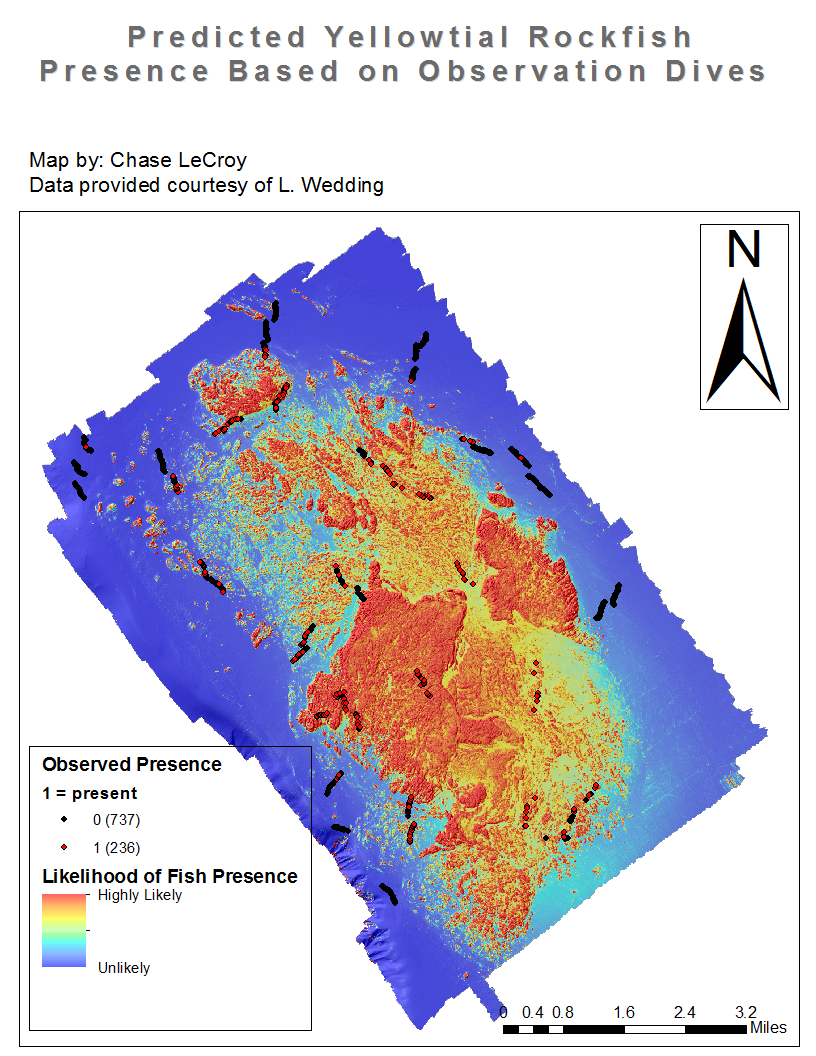 Predicted Yellowtial Rockfish
Presence Based on Observation Dives
Map by: Chase LeCroy
Data provided courtesy of L. Wedding
N
Observed Presence
1 = present
0 (737)
1 (236)
Likelihood of Fish Presence
Highly Likely
Unlikely
0 0.4 0.8 1.6 2.4 3.2
Miles